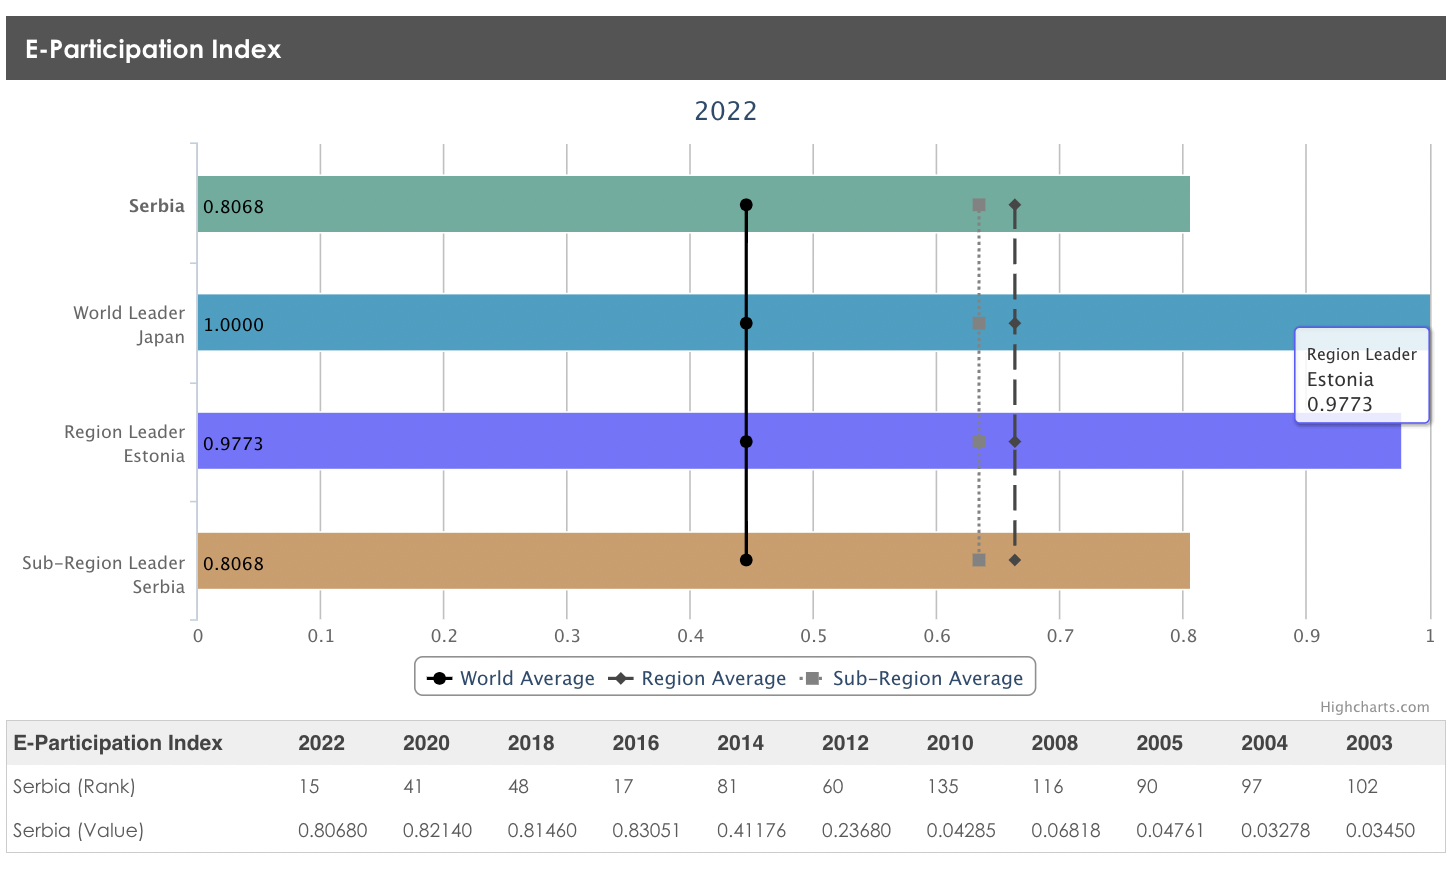 E-Participation Index
2022
Serbia
0.8068
World Leader
Japan
1.0000
Region Leader
Estonia
0.9773
Region Leader
Estonia
0.9773
Sub-Region Leader
Serbia
0.8068
0 0.1 0.2 0.3 0.4 0.5 0.6 0.7 0.8 0.9 1
World Average Region Average Sub-Region Average
Highcharts.com
E-Participation Index 2022 2020 2018 2016 2014 2012 2010 2008 2005 2004 2003
Serbia (Rank) 15 41 48 17 81 60 135 116 90 97 102
Serbia (Value) 0.80680 0.82140 0.81460 0.83051 0.41176 0.23680 0.04285 0.06818 0.04761 0.03278 0.03450